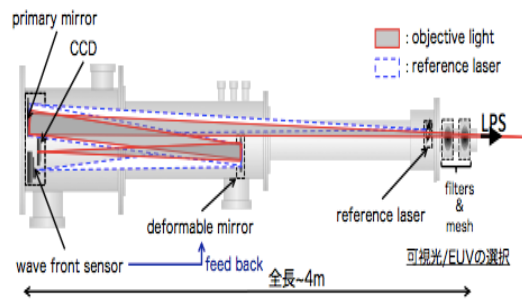 primary mirror
CCD
: objective light
: reference laser
LPS
reference laser
filters
&
mesh
deformable mirror
wave front sensor
feed back
可視光/EUVの選択
全長~4m